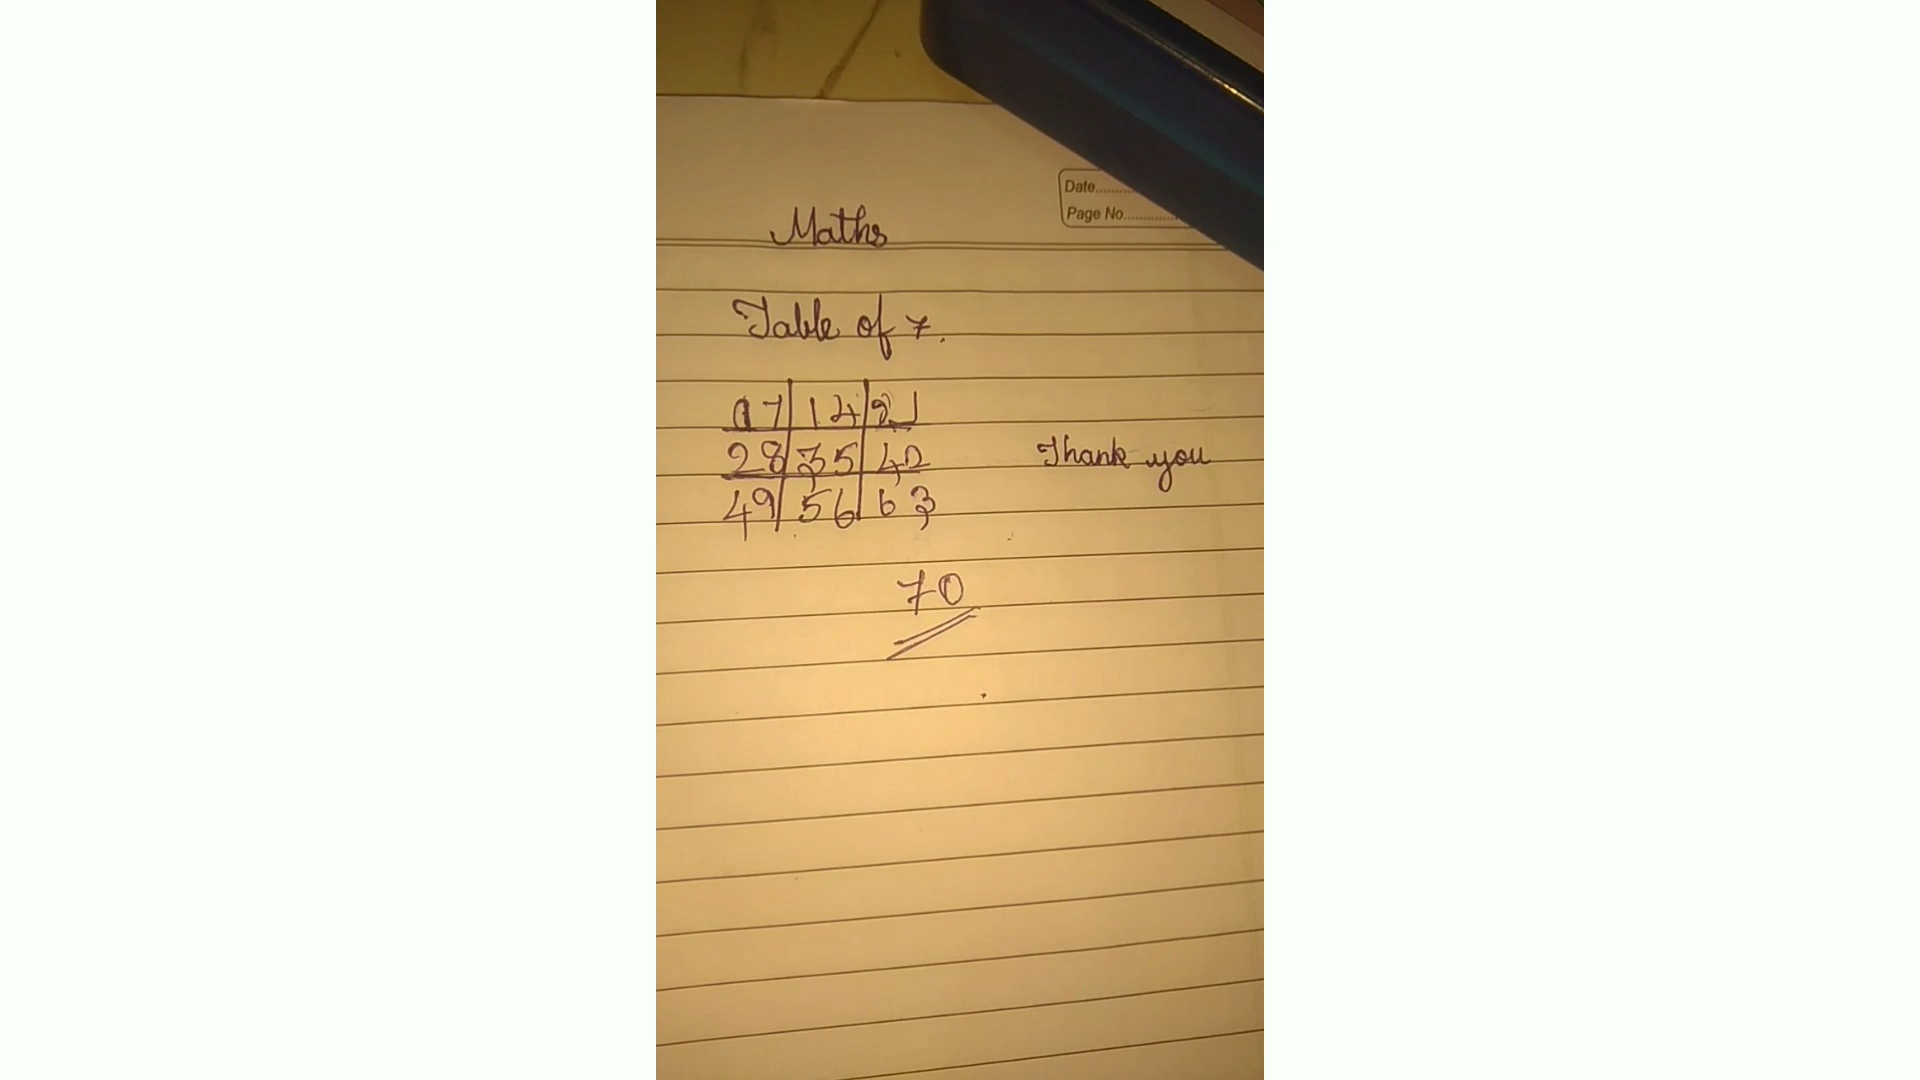 Date..........
Page No.............
Maths
Table of 7.
07 | 14 | 21
28 | 35 | 42
49 | 56 | 63
Thank you
70